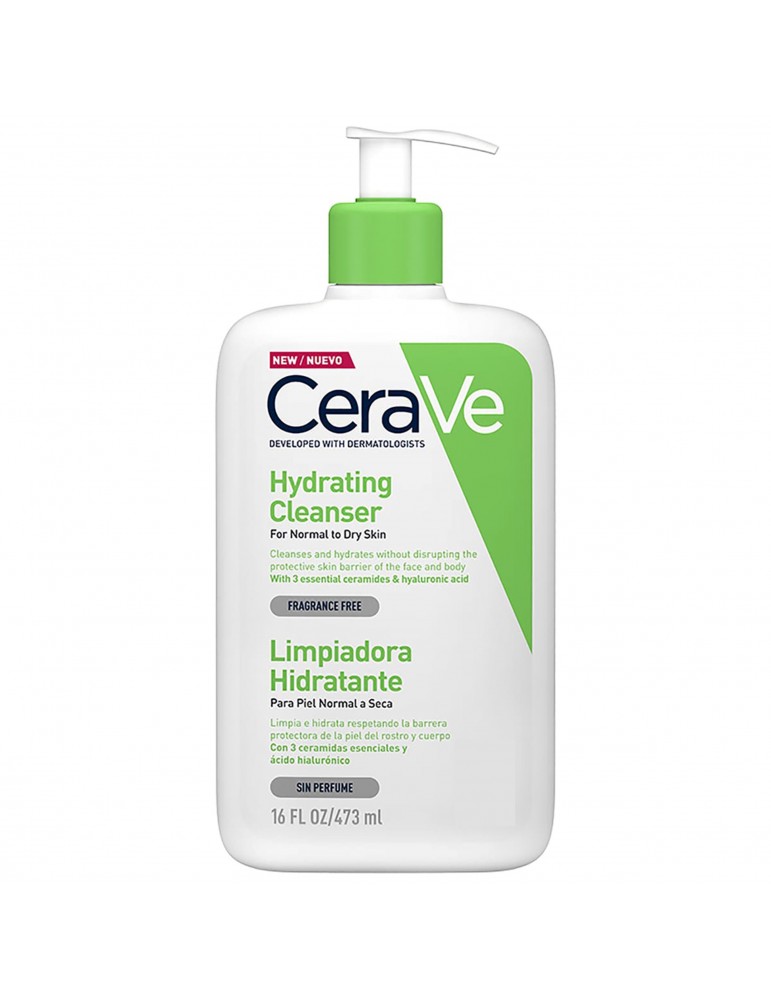 NEW / NUEVO
CeraVe
DEVELOPED WITH DERMATOLOGISTS
Hydrating
Cleanser
For Normal to Dry Skin
Cleanses and hydrates without disrupting the
protective skin barrier of the face and body
With 3 essential ceramides & hyaluronic acid
FRAGRANCE FREE
Limpiadora
Hidratante
Para Piel Normal a Seca
Limpia e hidrata respetando la barrera
protectora de la piel del rostro y cuerpo
Con 3 ceramidas esenciales y
ácido hialurónico
SIN PERFUME
16 FL OZ/473 ml